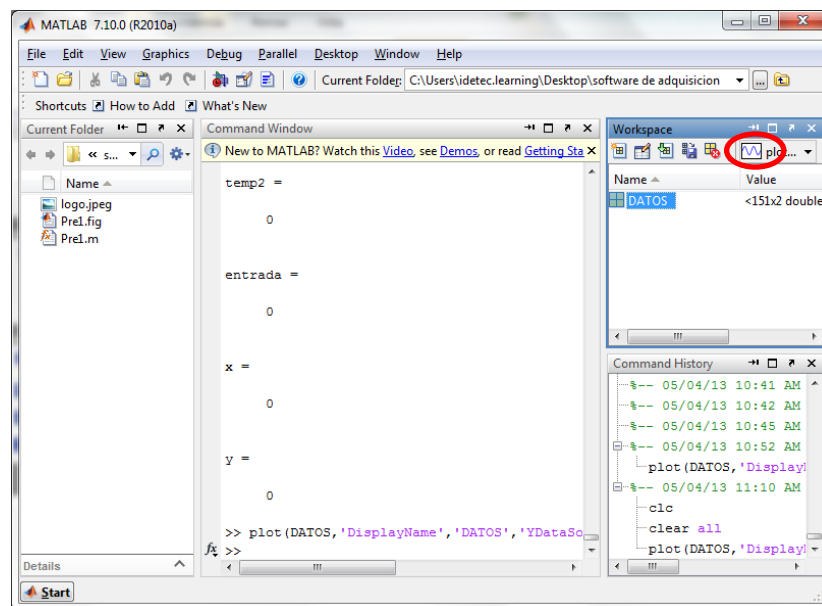 MATLAB 7.10.0 (R2010a)
File Edit View Graphics Debug Parallel Desktop Window Help
Current Folder: C:\Users\idetec.learning\Desktop\software de adquisicion
Shortcuts How to Add What's New
Current Folder
« s...
Name
logo.jpeg
Pre1.fig
Pre1.m
Details
Command Window
New to MATLAB? Watch this Video, see Demos, or read Getting Sta
temp2 =
0
entrada =
0
x =
0
y =
0
>> plot(DATOS,'DisplayName','DATOS','YDataSo
fx >>
Workspace
plo...
Name Value
DATOS <151x2 double
Command History
%-- 05/04/13 10:41 AM
%-- 05/04/13 10:42 AM
%-- 05/04/13 10:45 AM
%-- 05/04/13 10:52 AM
plot(DATOS,'Display
%-- 05/04/13 11:10 AM
clc
clear all
plot(DATOS,'Display
Start